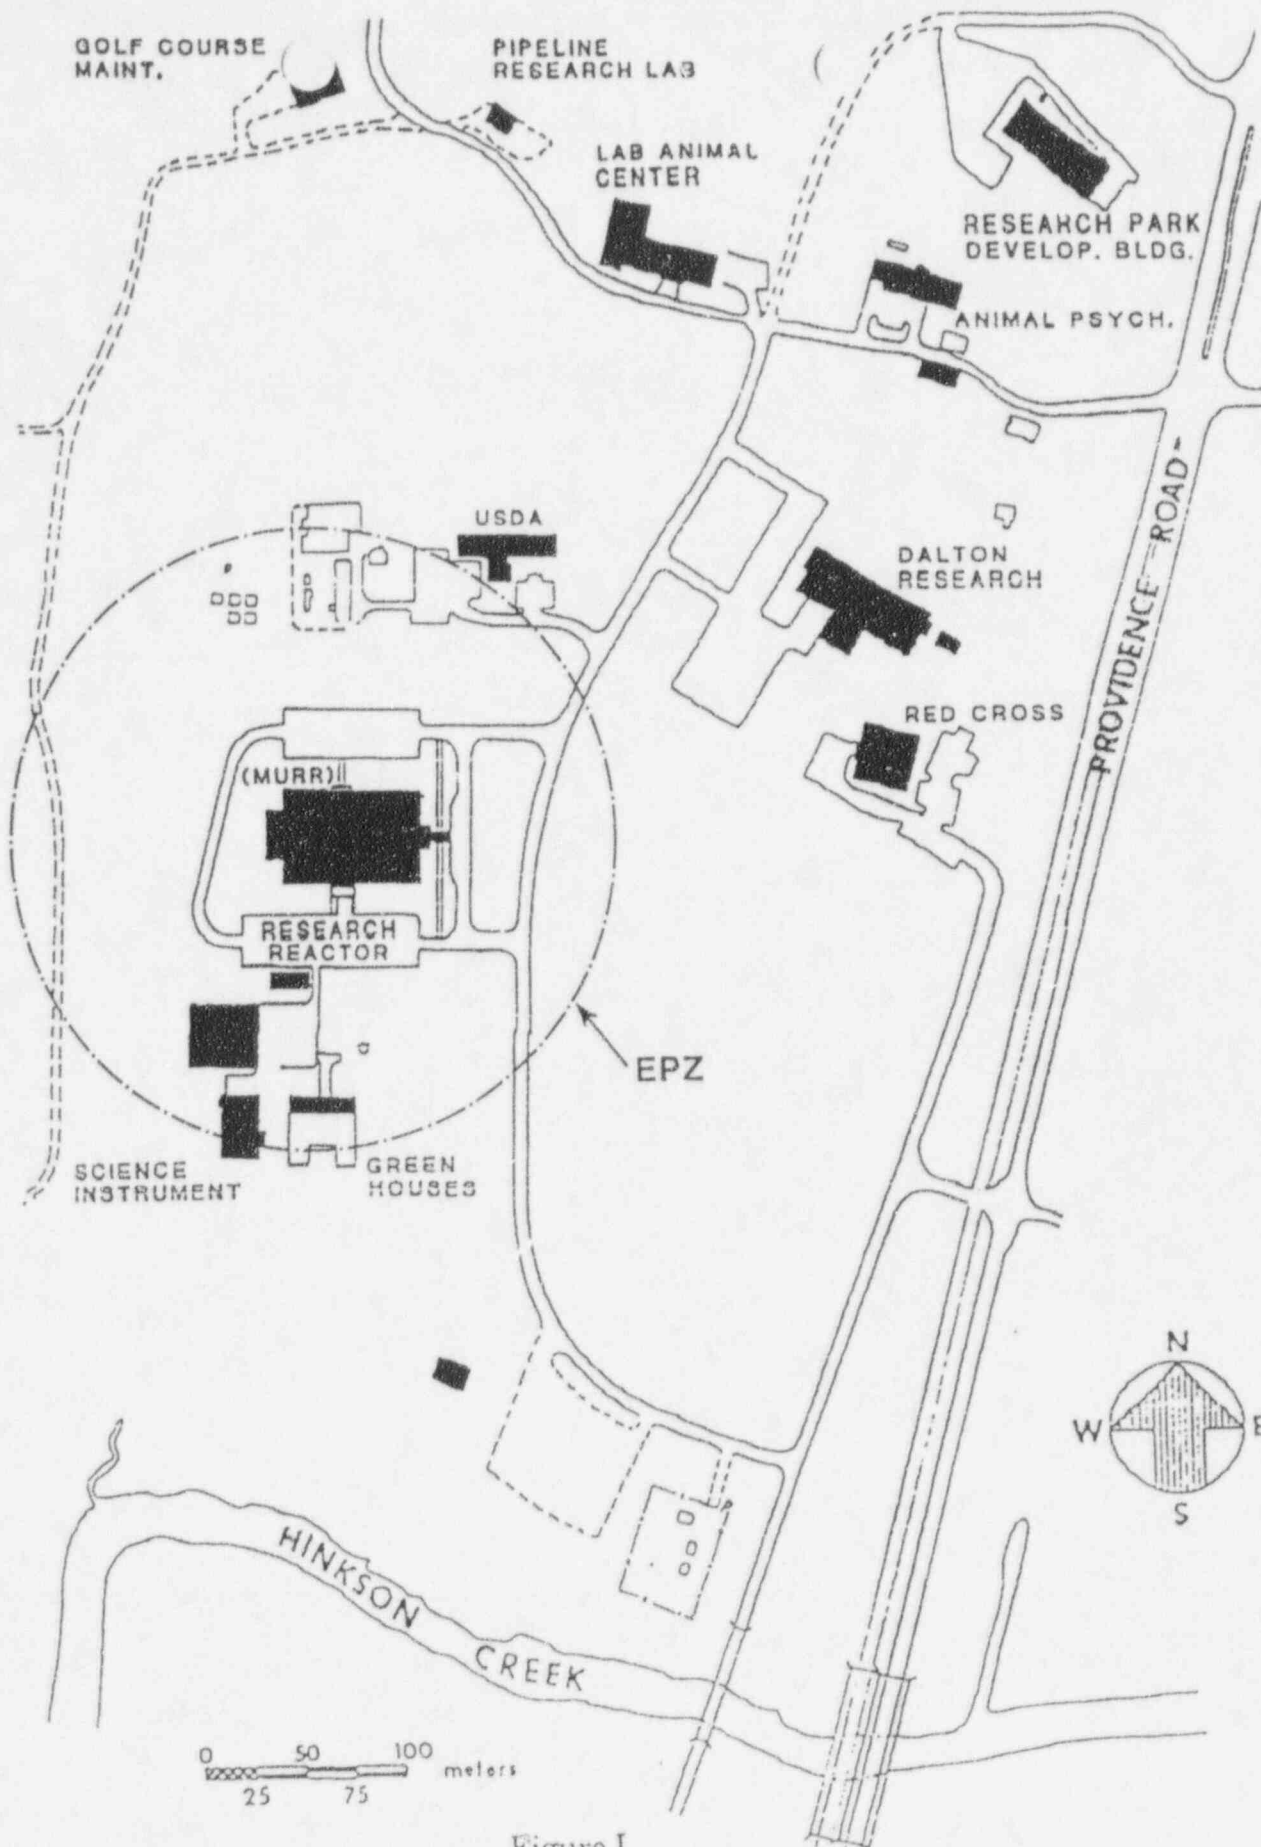 GOLF COURSE
MAINT.
PIPELINE
RESEARCH LAB
LAB ANIMAL
CENTER
RESEARCH PARK
DEVELOP. BLDG.
ANIMAL PSYCH.
USDA
DALTON
RESEARCH
PROVIDENCE ROAD
RED CROSS
(MURR)
RESEARCH
REACTOR
EPZ
SCIENCE
INSTRUMENT
GREEN
HOUSES
N
W E
S
HINKSON
CREEK
0 50 100
meters
25 75
Figure I